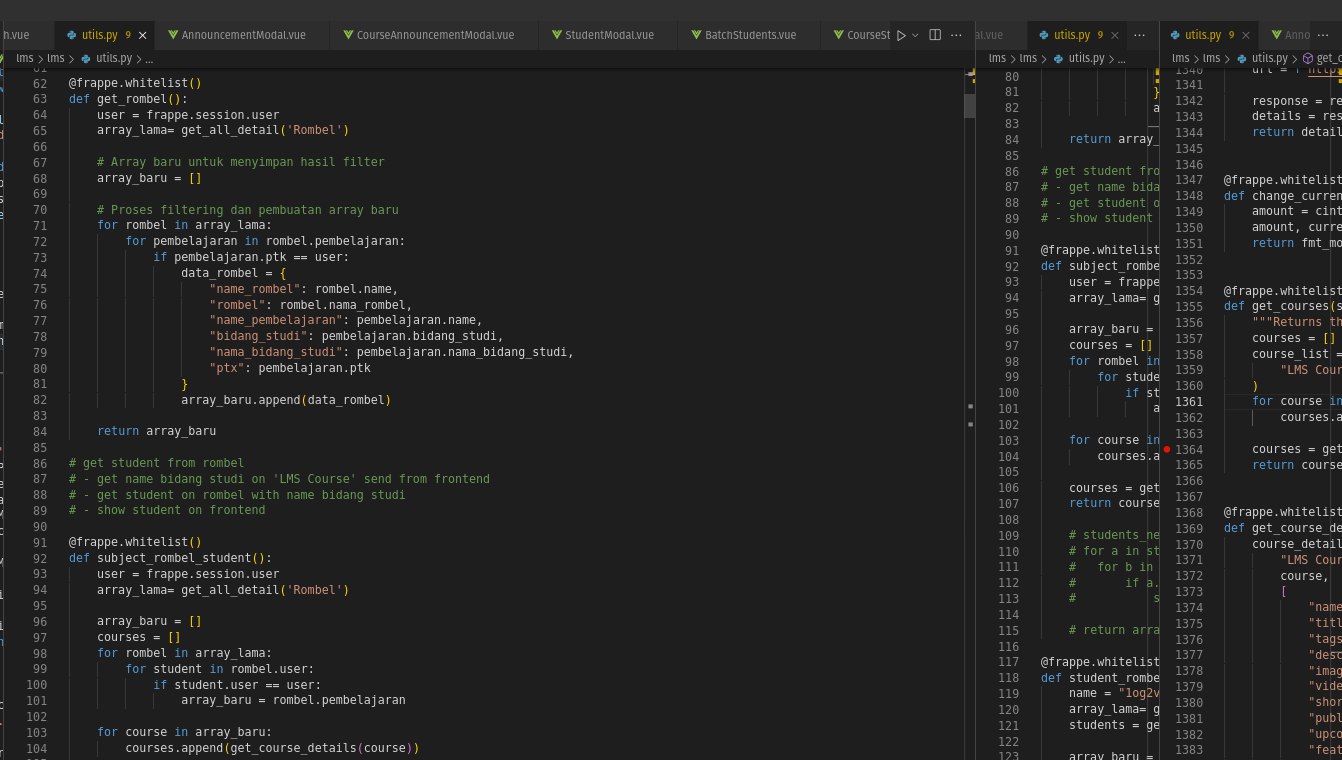 h.vue
utils.py 9
AnnouncementModal.vue
CourseAnnouncementModal.vue
StudentModal.vue
BatchStudents.vue
CourseSt
lms > lms > utils.py > ...
62 @frappe.whitelist()
63 def get_rombel():
64     user = frappe.session.user
65     array_lama= get_all_detail('Rombel')
66
67     # Array baru untuk menyimpan hasil filter
68     array_baru = []
69
70     # Proses filtering dan pembuatan array baru
71     for rombel in array_lama:
72         for pembelajaran in rombel.pembelajaran:
73             if pembelajaran.ptk == user:
74                 data_rombel = {
75                     "name_rombel": rombel.name,
76                     "rombel": rombel.nama_rombel,
77                     "name_pembelajaran": pembelajaran.name,
78                     "bidang_studi": pembelajaran.bidang_studi,
79                     "nama_bidang_studi": pembelajaran.nama_bidang_studi,
80                     "ptx": pembelajaran.ptk
81                 }
82                 array_baru.append(data_rombel)
83
84     return array_baru
85
86 # get student from rombel
87 # - get name bidang studi on 'LMS Course' send from frontend
88 # - get student on rombel with name bidang studi
89 # - show student on frontend
90
91 @frappe.whitelist()
92 def subject_rombel_student():
93     user = frappe.session.user
94     array_lama= get_all_detail('Rombel')
95
96     array_baru = []
97     courses = []
98     for rombel in array_lama:
99         for student in rombel.user:
100             if student.user == user:
101                 array_baru = rombel.pembelajaran
102
103     for course in array_baru:
104         courses.append(get_course_details(course))
al.vue
utils.py 9
lms > lms > utils.py > ...
80
81 }
82 a
83
84     return array_
85
86 # get student fro
87 # - get name bida
88 # - get student o
89 # - show student
90
91 @frappe.whitelist
92 def subject_rombe
93     user = frappe
94     array_lama= g
95
96     array_baru =
97     courses = []
98     for rombel in
99         for stude
100             if st
101                 a
102
103     for course in
104         courses.a
105
106     courses = get
107     return course
108
109     # students_ne
110     # for a in st
111     #   for b in
112     #       if a.
113     #           s
114
115     # return arra
116
117 @frappe.whitelist
118 def student_rombe
119     name = "1og2v
120     array_lama= g
121     students = ge
122
123     array_baru =
utils.py 9
Anno
lms > lms > utils.py > get_c
1340     url = f"http
1341
1342     response = re
1343     details = res
1344     return detail
1345
1346
1347 @frappe.whitelist
1348 def change_curren
1349     amount = cint
1350     amount, curre
1351     return fmt_mo
1352
1353
1354 @frappe.whitelist
1355 def get_courses(s
1356     """Returns th
1357     courses = []
1358     course_list =
1359         "LMS Cour
1360     )
1361     for course in
1362         courses.a
1363
1364     courses = get
1365     return course
1366
1367
1368 @frappe.whitelist
1369 def get_course_de
1370     course_detail
1371         "LMS Cour
1372         course,
1373         [
1374             "name
1375             "titl
1376             "tags
1377             "desc
1378             "imag
1379             "vide
1380             "shor
1381             "publ
1382             "upco
1383             "feat